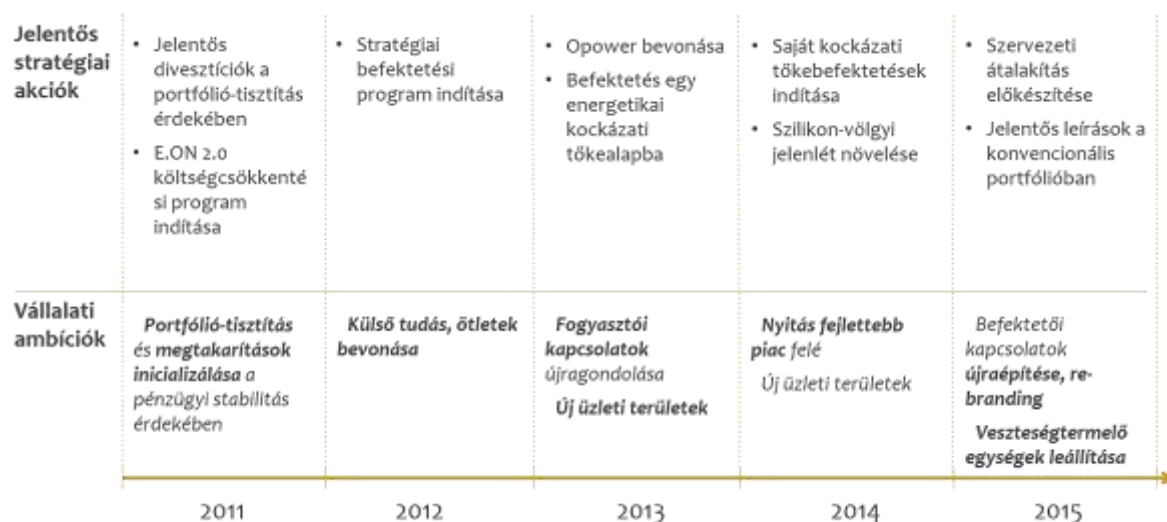 Jelentős
stratégiai
akciók
• Jelentős
divesztíciók a
portfólió-tisztítás
érdekében
• E.ON 2.0
költségcsökkenté
si program
indítása
• Stratégiai
befektetési
program indítása
• Opower bevonása
• Befektetés egy
energetikai
kockázati
tőkealapba
• Saját kockázati
tőkebefektetések
indítása
• Szilikon-völgyi
jelenlét növelése
• Szervezeti
átalakítás
előkészítése
• Jelentős leírások a
konvencionális
portfólióban
Vállalati
ambíciók
Portfólió-tisztítás
és megtakarítások
inicializálása a
pénzügyi stabilitás
érdekében
Külső tudás, ötletek
bevonása
Fogyasztói
kapcsolatok
újragondolása
Új üzleti területek
Nyitás fejlettebb
piac felé
Új üzleti területek
Befektetői
kapcsolatok
újraépítése, re-
branding
Veszteségtermelő
egységek leállítása
2011
2012
2013
2014
2015